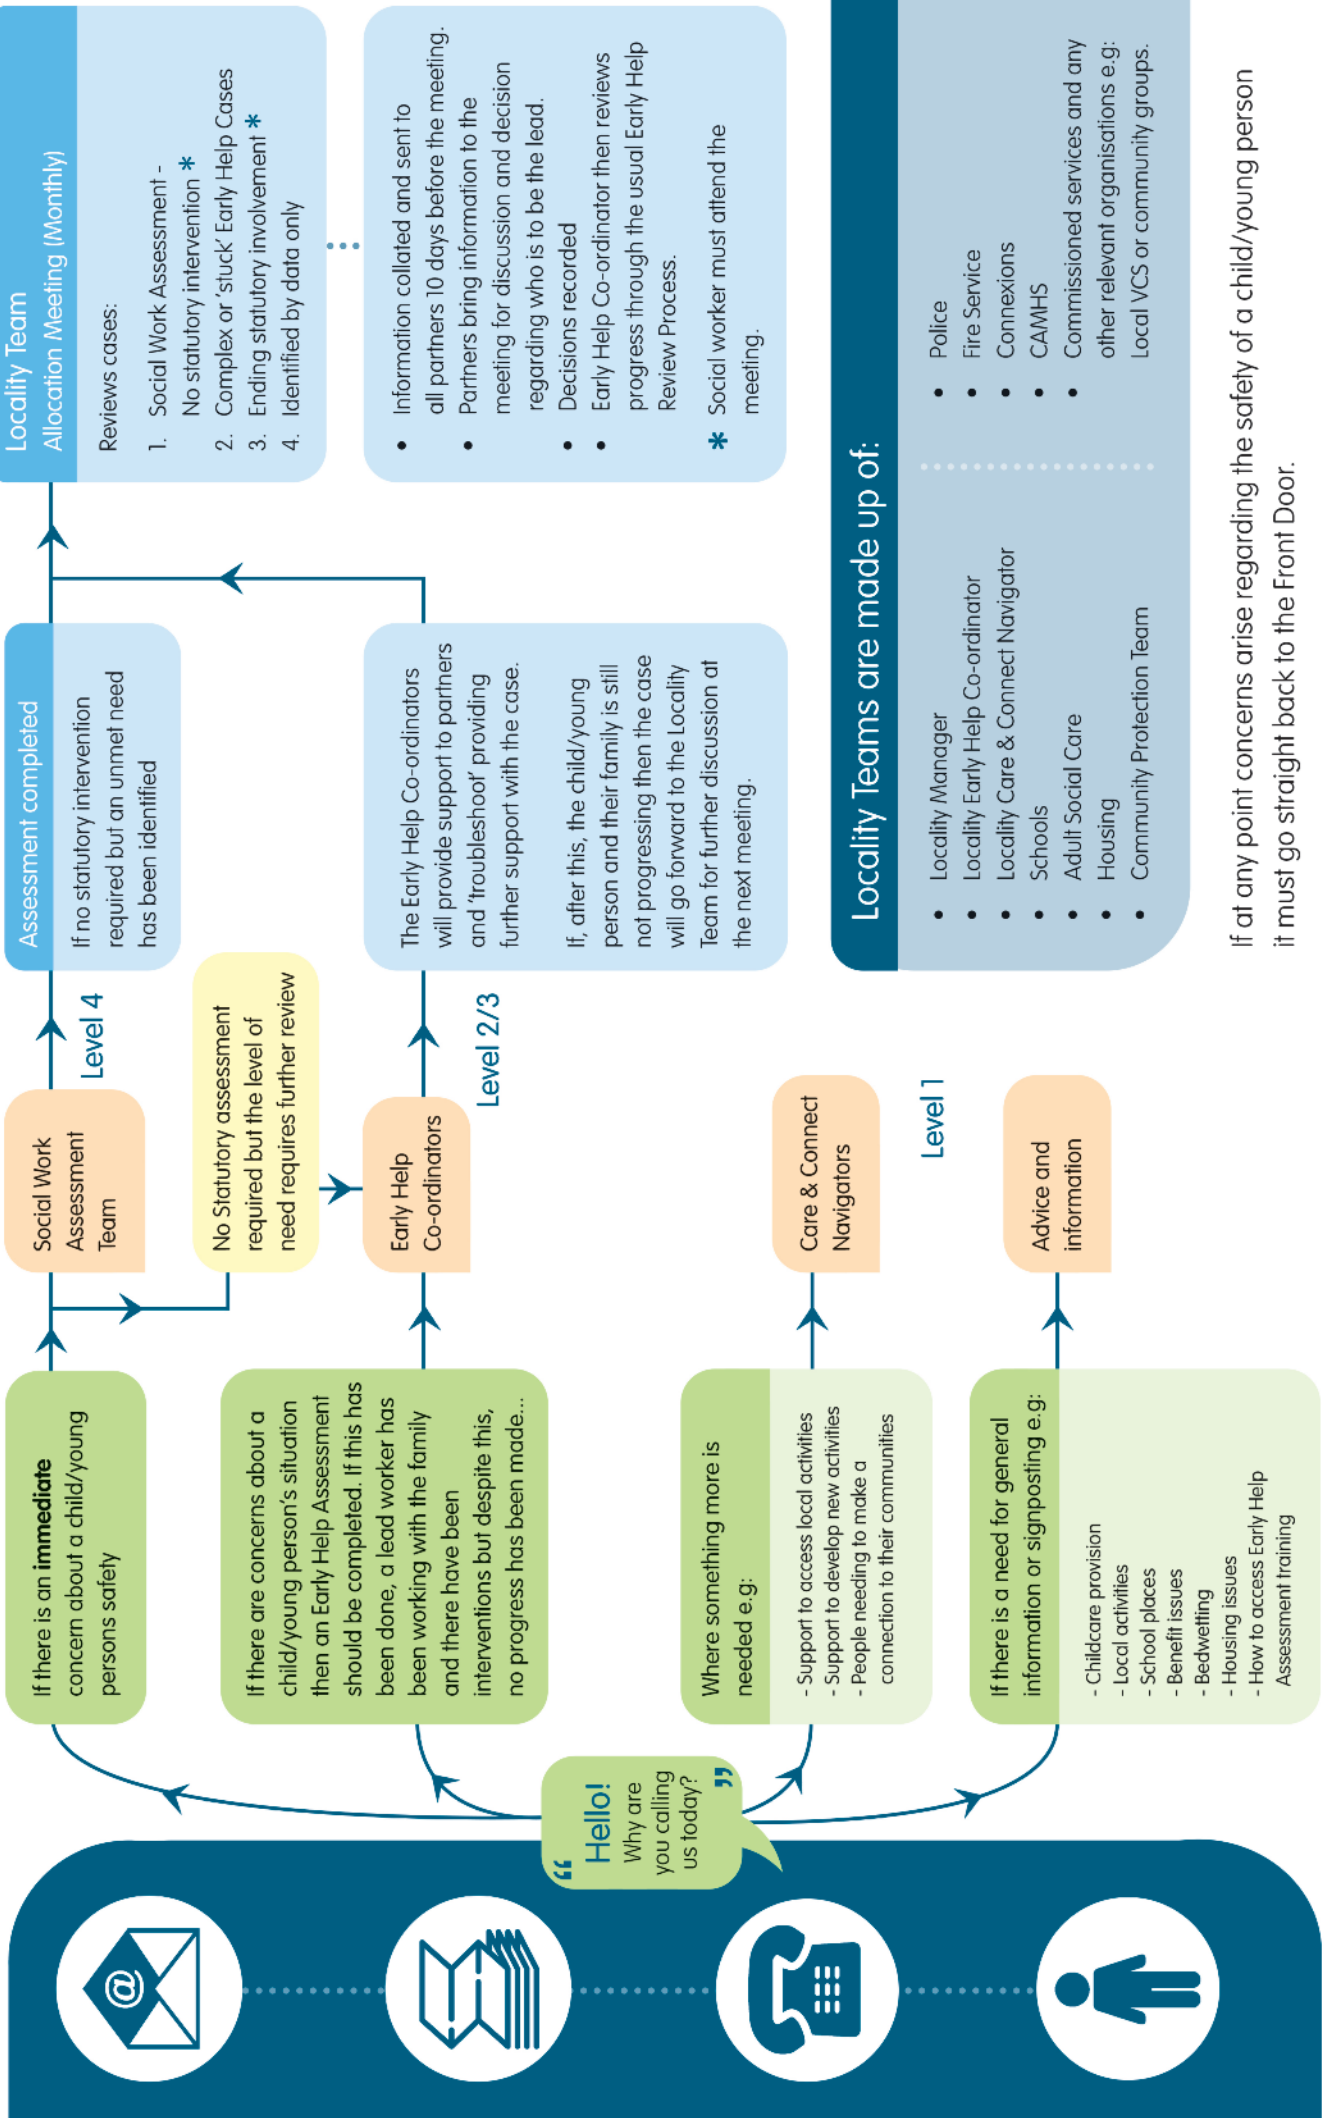 @
“
Hello!
Why are
you calling
us today?
”
If there is an immediate
concern about a child/young
persons safety
Social Work
Assessment
Team
Level 4
Assessment completed
If no statutory intervention
required but an unmet need
has been identified
No Statutory assessment
required but the level of
need requires further review
If there are concerns about a
child/young person’s situation
then an Early Help Assessment
should be completed. If this has
been done, a lead worker has
been working with the family
and there have been
interventions but despite this,
no progress has been made...
Early Help
Co-ordinators
Level 2/3
The Early Help Co-ordinators
will provide support to partners
and ‘troubleshoot’ providing
further support with the case.
If, after this, the child/young
person and their family is still
not progressing then the case
will go forward to the Locality
Team for further discussion at
the next meeting.
Locality Team
Allocation Meeting (Monthly)
Reviews cases:
1. Social Work Assessment -
No statutory intervention *
2. Complex or ‘stuck’ Early Help Cases
3. Ending statutory involvement *
4. Identified by data only
• Information collated and sent to
all partners 10 days before the meeting.
• Partners bring information to the
meeting for discussion and decision
regarding who is to be the lead.
• Decisions recorded
• Early Help Co-ordinator then reviews
progress through the usual Early Help
Review Process.
* Social worker must attend the
meeting.
Where something more is
needed e.g:
- Support to access local activities
- Support to develop new activities
- People needing to make a
connection to their communities
Care & Connect
Navigators
Level 1
If there is a need for general
information or signposting e.g:
- Childcare provision
- Local activities
- School places
- Benefit issues
- Bedwetting
- Housing issues
- How to access Early Help
Assessment training
Advice and
information
Locality Teams are made up of:
• Locality Manager
• Locality Early Help Co-ordinator
• Locality Care & Connect Navigator
• Schools
• Adult Social Care
• Housing
• Community Protection Team
• Police
• Fire Service
• Connexions
• CAMHS
• Commissioned services and any
other relevant organisations e.g:
Local VCS or community groups.
If at any point concerns arise regarding the safety of a child/young person
it must go straight back to the Front Door.